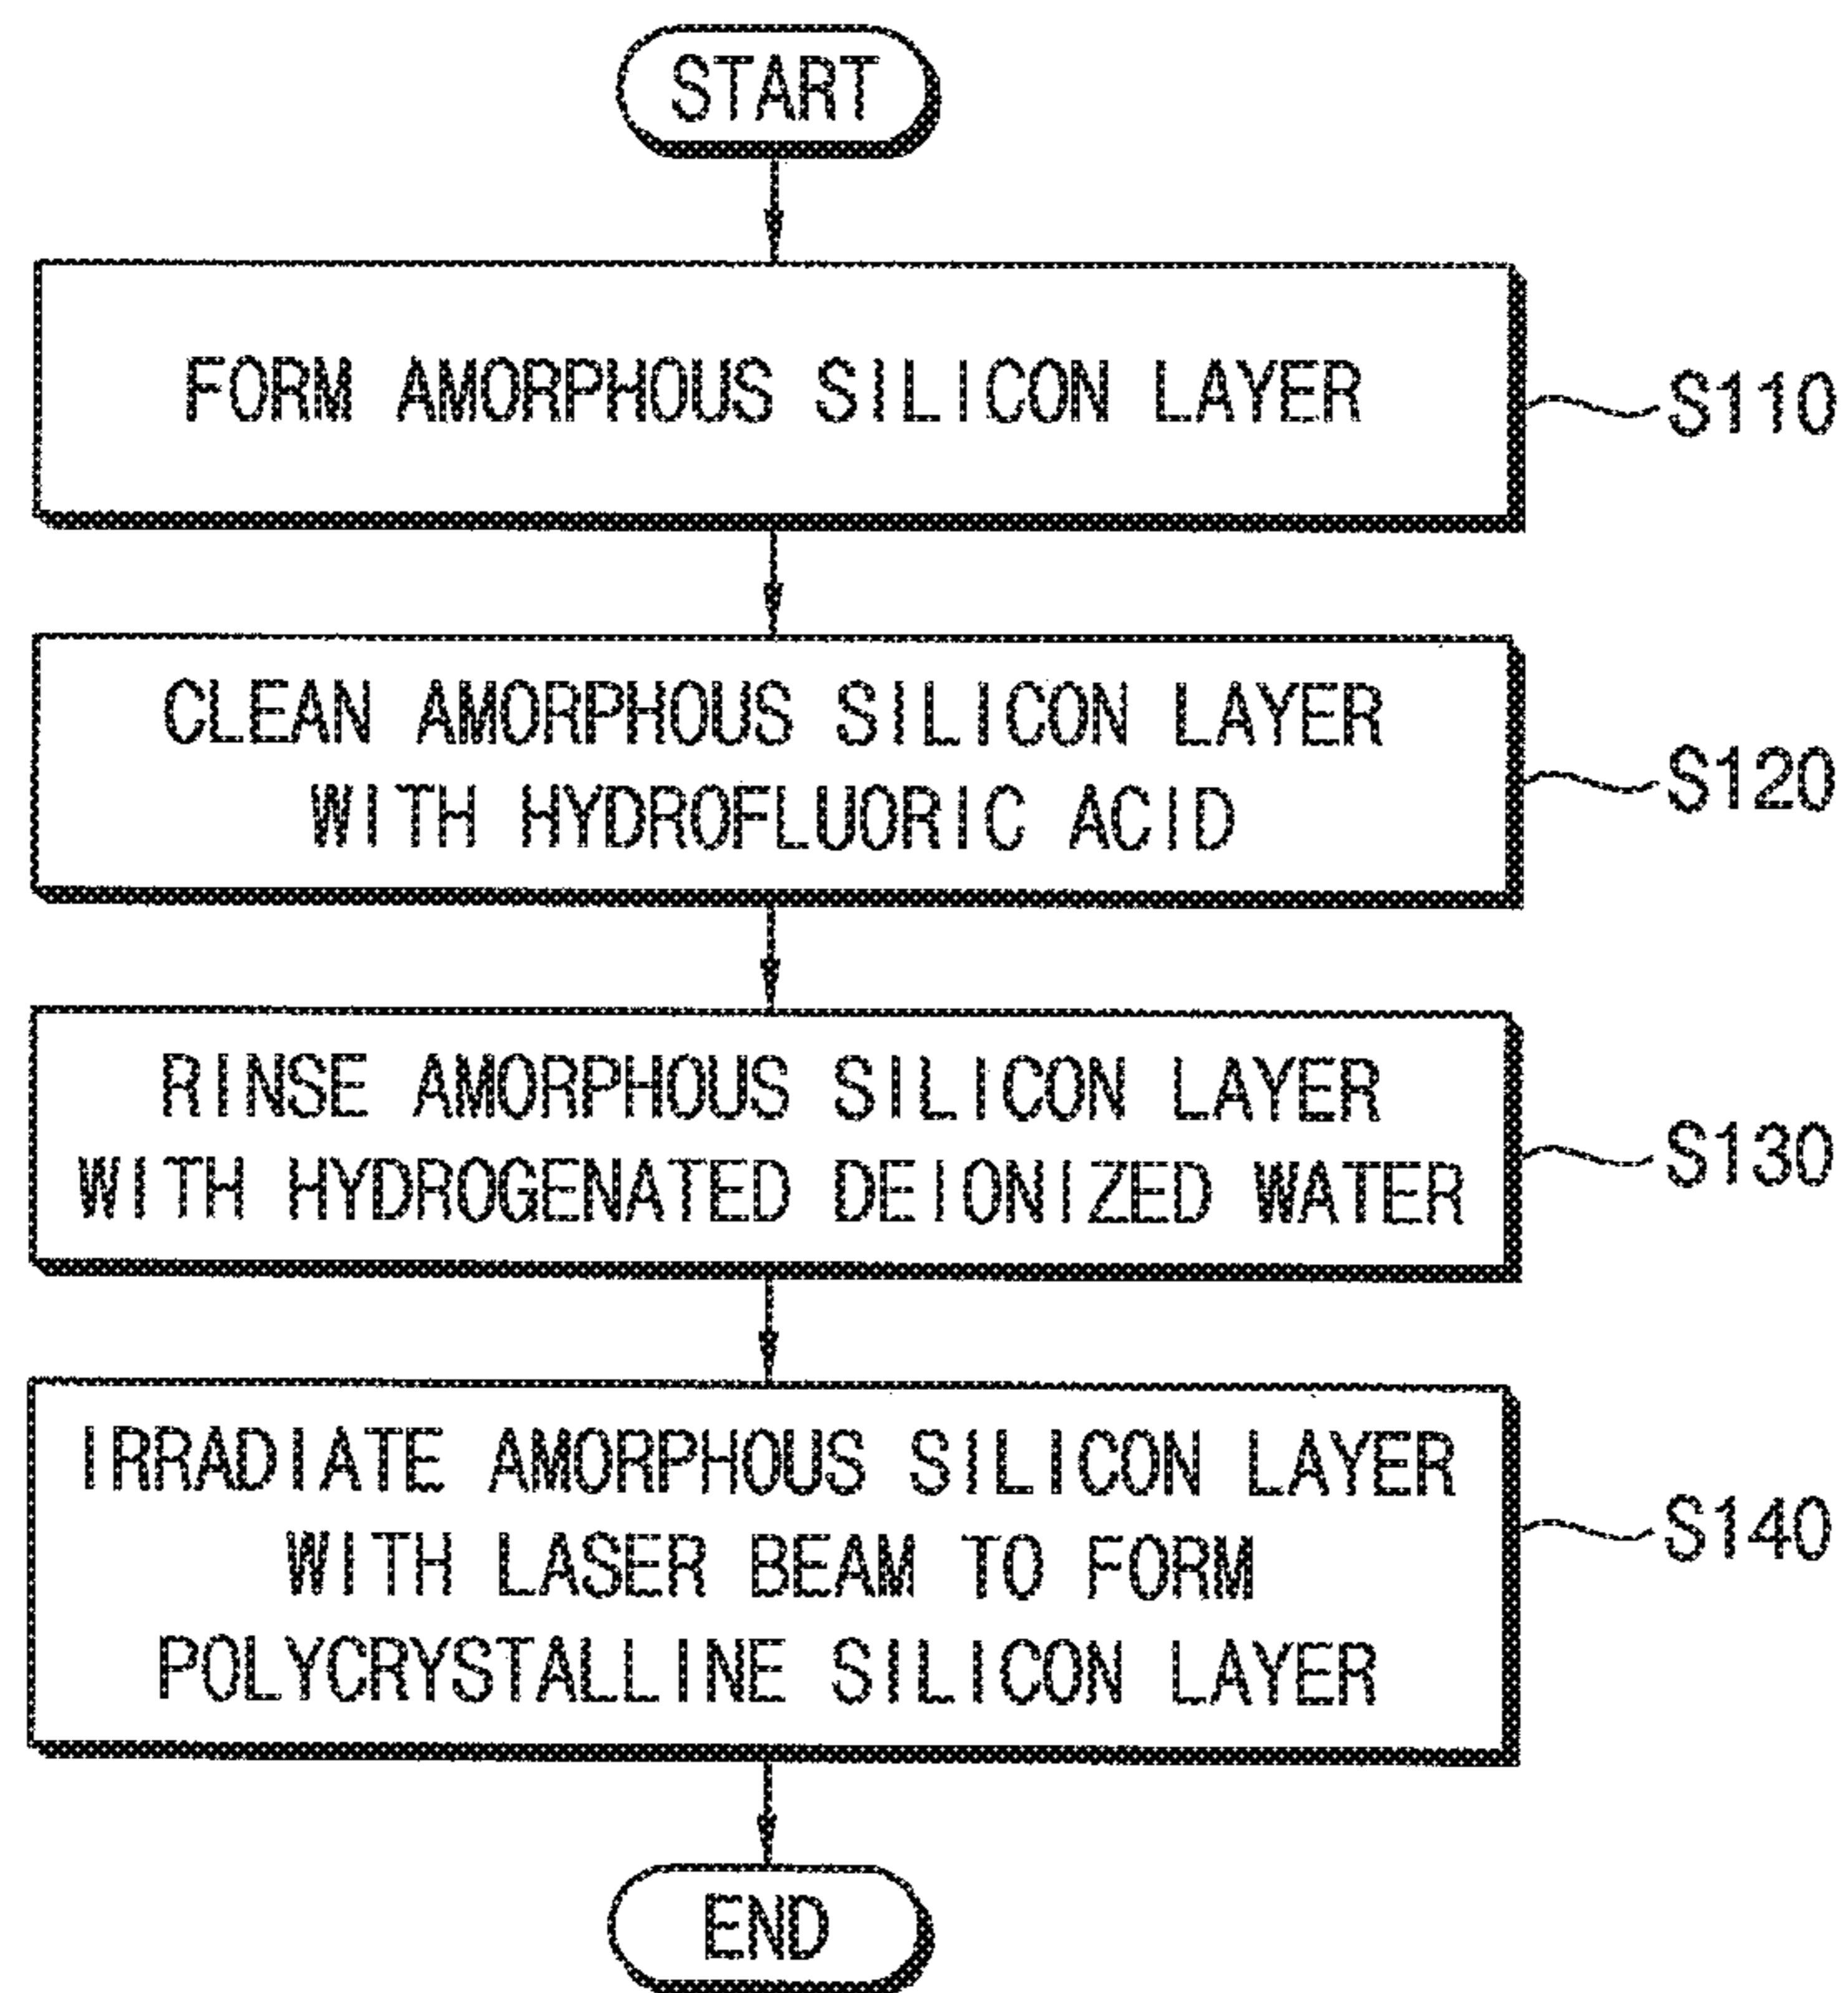 START
FORM AMORPHOUS SILICON LAYER
S110
CLEAN AMORPHOUS SILICON LAYER
WITH HYDROFLUORIC ACID
S120
RINSE AMORPHOUS SILICON LAYER
WITH HYDROGENATED DEIONIZED WATER
S130
IRRADIATE AMORPHOUS SILICON LAYER
WITH LASER BEAM TO FORM
POLYCRYSTALLINE SILICON LAYER
S140
END